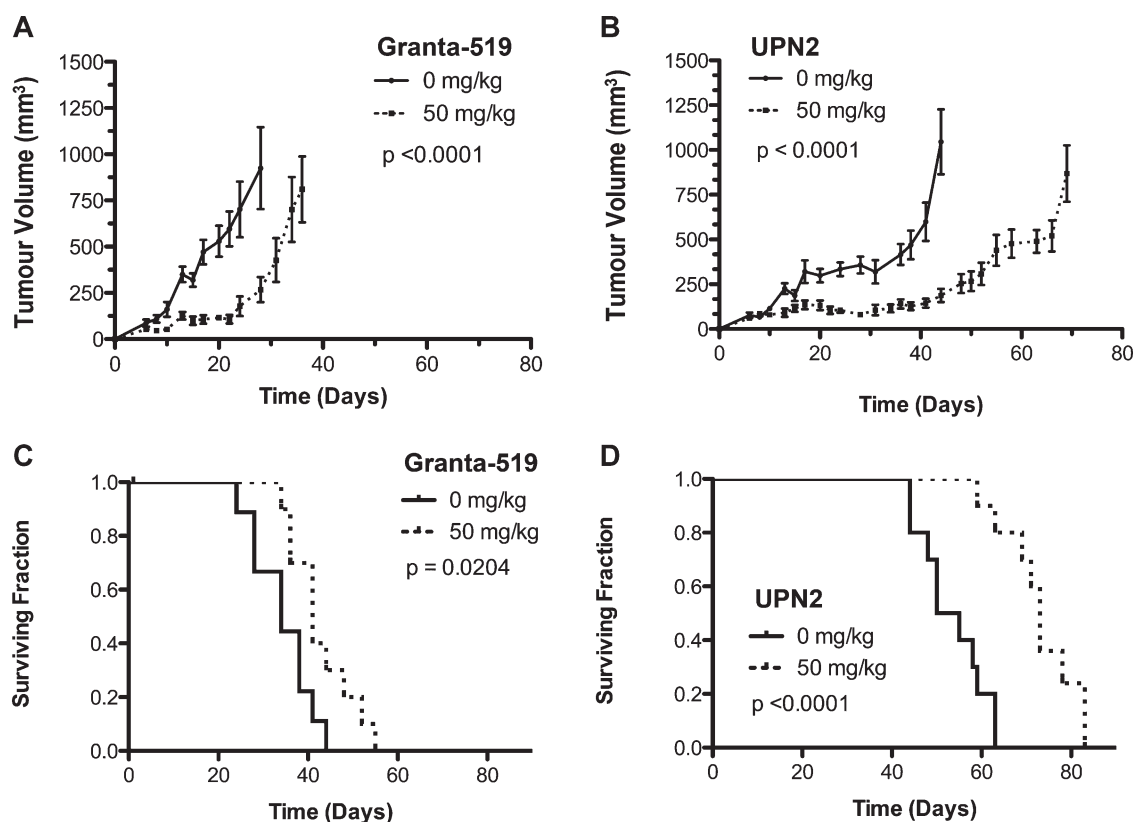 A
Granta-519
0 mg/kg
50 mg/kg
p <0.0001
Tumour Volume (mm³)
1500
1250
1000
750
500
250
0
0 20 40 60 80
Time (Days)
B
UPN2
0 mg/kg
50 mg/kg
p < 0.0001
Tumour Volume (mm³)
1500
1250
1000
750
500
250
0
0 20 40 60 80
Time (Days)
C
Granta-519
0 mg/kg
50 mg/kg
p = 0.0204
Surviving Fraction
1.0
0.8
0.6
0.4
0.2
0.0
0 20 40 60 80
Time (Days)
D
UPN2
0 mg/kg
50 mg/kg
p <0.0001
Surviving Fraction
1.0
0.8
0.6
0.4
0.2
0.0
0 20 40 60 80
Time (Days)